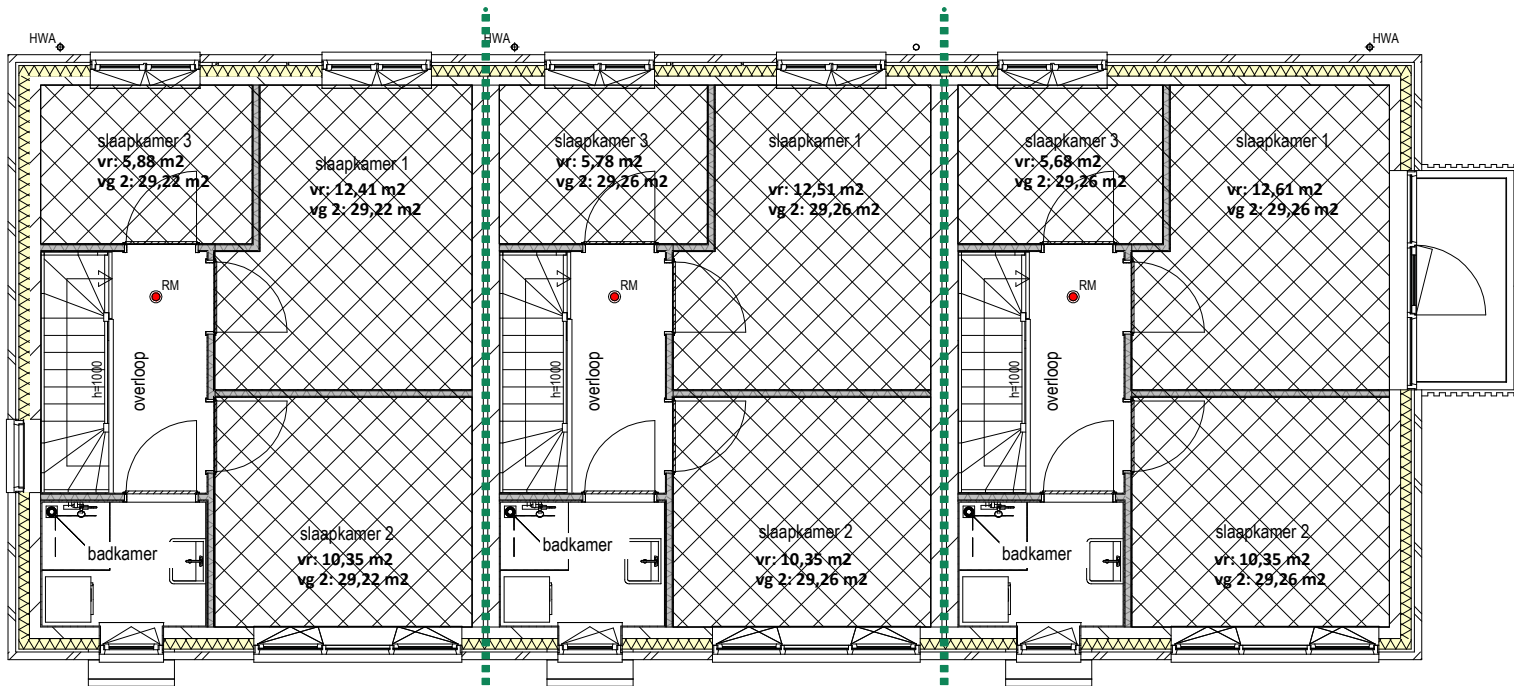 HWA
HWA
HWA
slaapkamer 3
vr: 5,88 m2
vg 2: 29,22 m2
slaapkamer 1
vr: 12,41 m2
vg 2: 29,22 m2
RM
h=1000
overloop
badkamer
slaapkamer 2
vr: 10,35 m2
vg 2: 29,22 m2
slaapkamer 3
vr: 5,78 m2
vg 2: 29,26 m2
slaapkamer 1
vr: 12,51 m2
vg 2: 29,26 m2
RM
h=1000
overloop
badkamer
slaapkamer 2
vr: 10,35 m2
vg 2: 29,26 m2
slaapkamer 3
vr: 5,68 m2
vg 2: 29,26 m2
slaapkamer 1
vr: 12,61 m2
vg 2: 29,26 m2
RM
h=1000
overloop
badkamer
slaapkamer 2
vr: 10,35 m2
vg 2: 29,26 m2